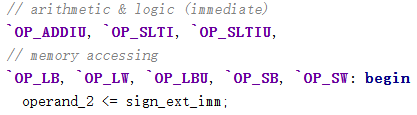 // arithmetic & logic (immediate)
`OP_ADDIU, `OP_SLTI, `OP_SLTIU,
// memory accessing
`OP_LB, `OP_LW, `OP_LBU, `OP_SB, `OP_SW: begin
operand_2 <= sign_ext_imm;